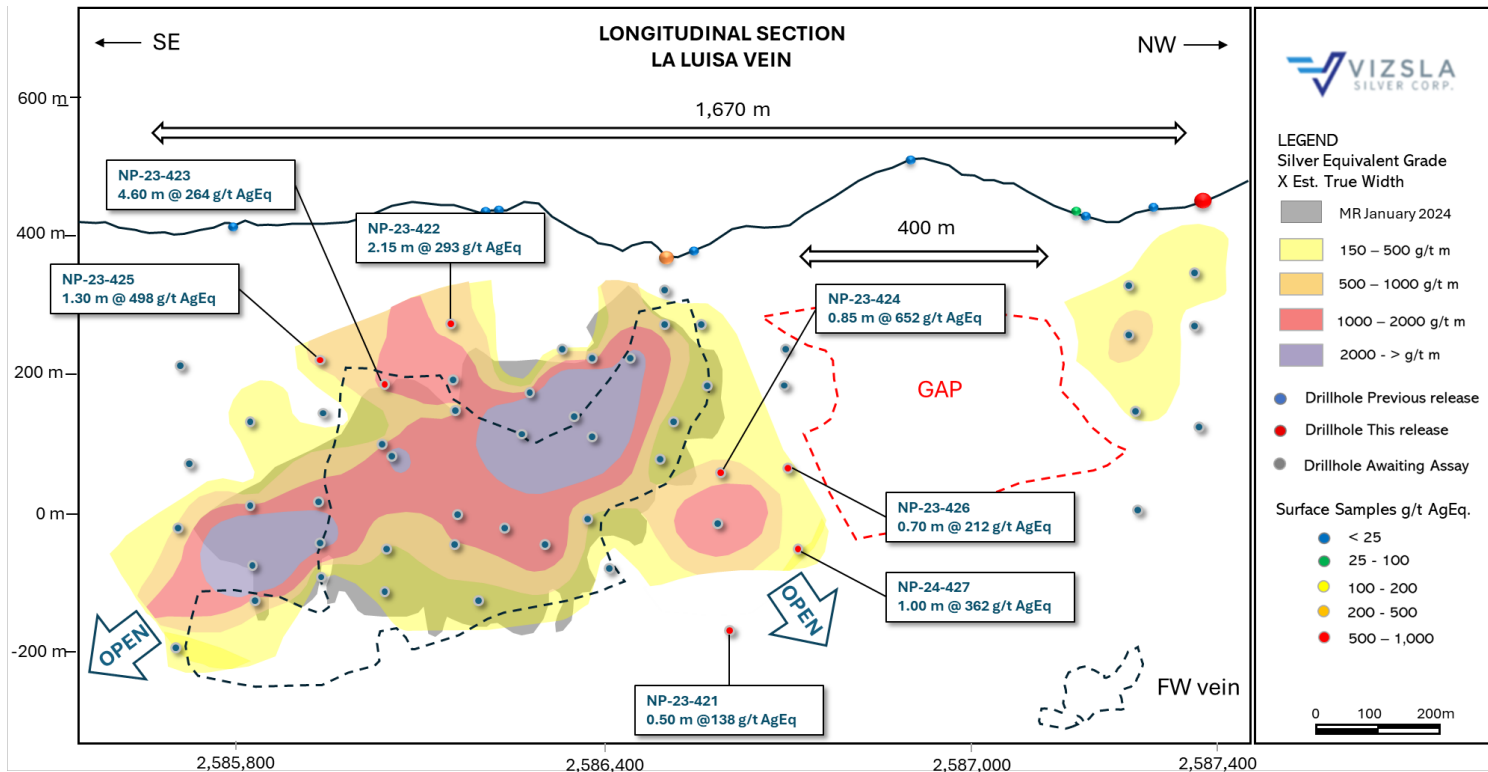 LONGITUDINAL SECTION
LA LUISA VEIN
SE
NW
600 m
400 m
200 m
0 m
-200 m
1,670 m
400 m
NP-23-423
4.60 m @ 264 g/t AgEq
NP-23-422
2.15 m @ 293 g/t AgEq
NP-23-425
1.30 m @ 498 g/t AgEq
NP-23-424
0.85 m @ 652 g/t AgEq
GAP
NP-23-426
0.70 m @ 212 g/t AgEq
NP-24-427
1.00 m @ 362 g/t AgEq
OPEN
OPEN
NP-23-421
0.50 m @138 g/t AgEq
FW vein
2,585,800
2,586,400
2,587,000
2,587,400
VIZSLA
SILVER CORP.
LEGEND
Silver Equivalent Grade
X Est. True Width
MR January 2024
150 – 500 g/t m
500 – 1000 g/t m
1000 – 2000 g/t m
2000 - > g/t m
Drillhole Previous release
Drillhole This release
Drillhole Awaiting Assay
Surface Samples g/t AgEq.
< 25
25 - 100
100 - 200
200 - 500
500 – 1,000
0 100 200m